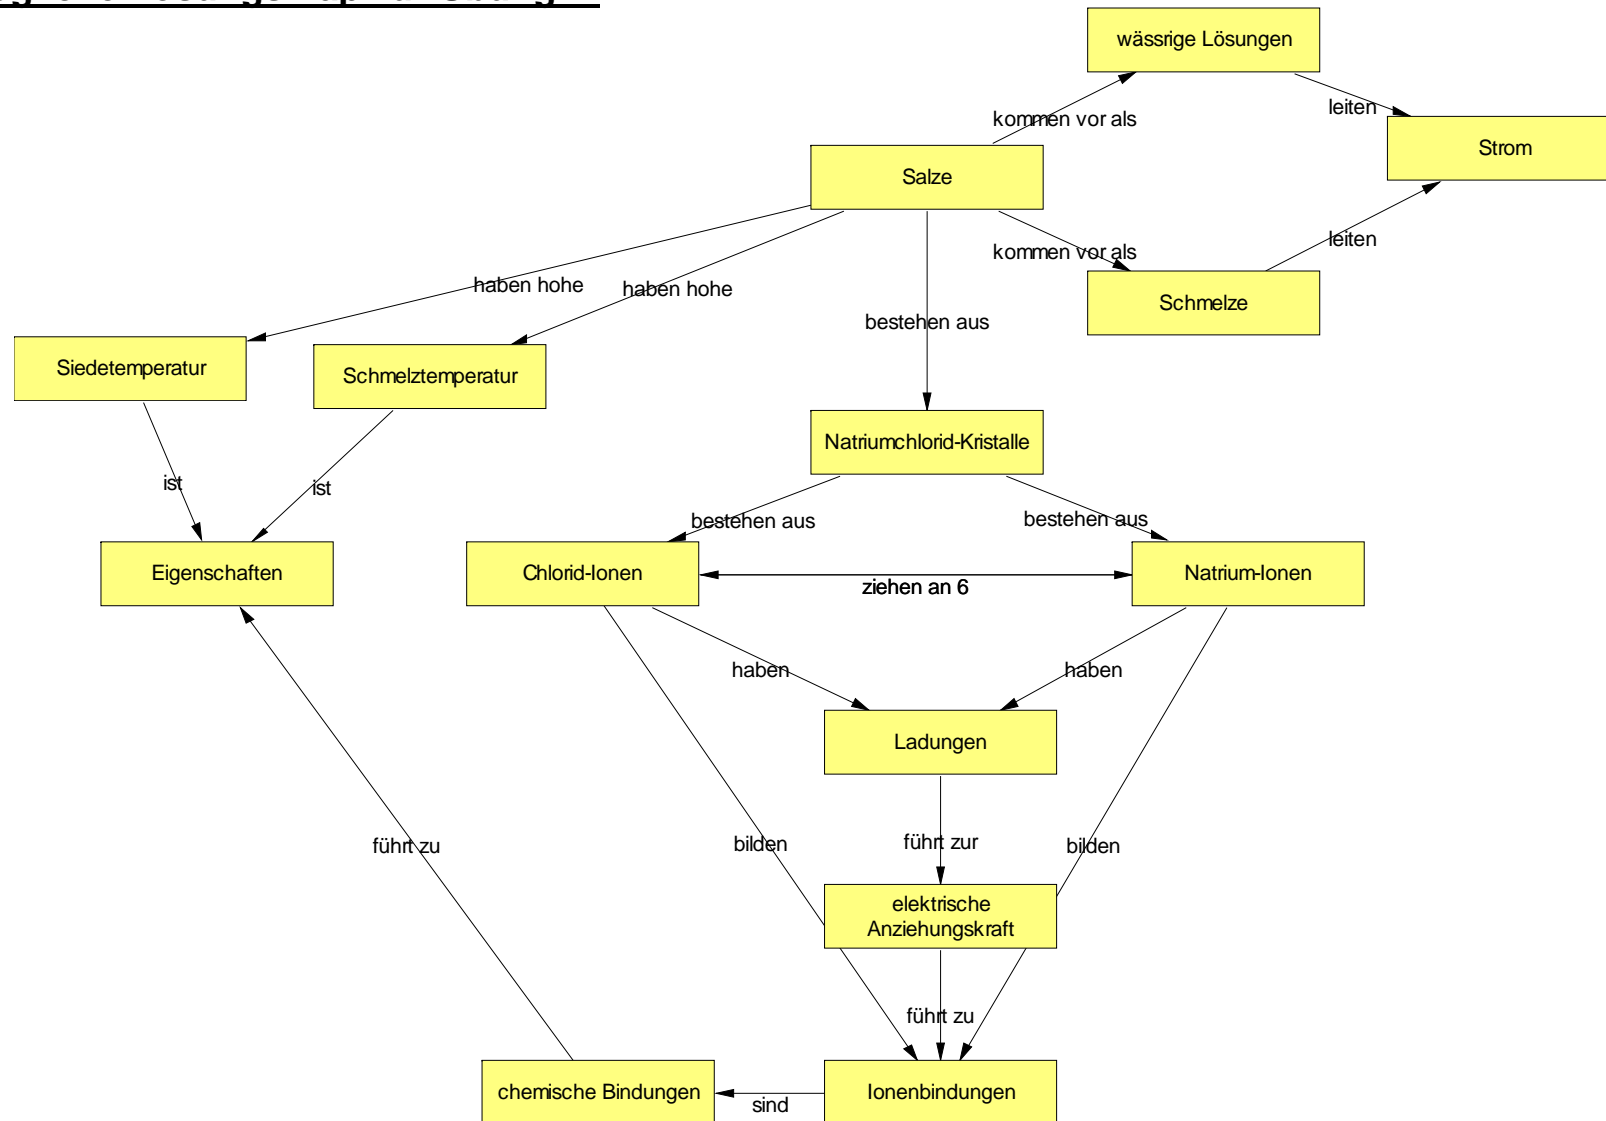 wässrige Lösungen
leiten
kommen vor als
Strom
Salze
leiten
kommen vor als
haben hohe
haben hohe
Schmelze
bestehen aus
Siedetemperatur
Schmelztemperatur
Natriumchlorid-Kristalle
ist
ist
bestehen aus
bestehen aus
Eigenschaften
Chlorid-Ionen
ziehen an 6
Natrium-Ionen
haben
haben
Ladungen
führt zu
bilden
führt zur
bilden
elektrische
Anziehungskraft
führt zu
chemische Bindungen
sind
Ionenbindungen